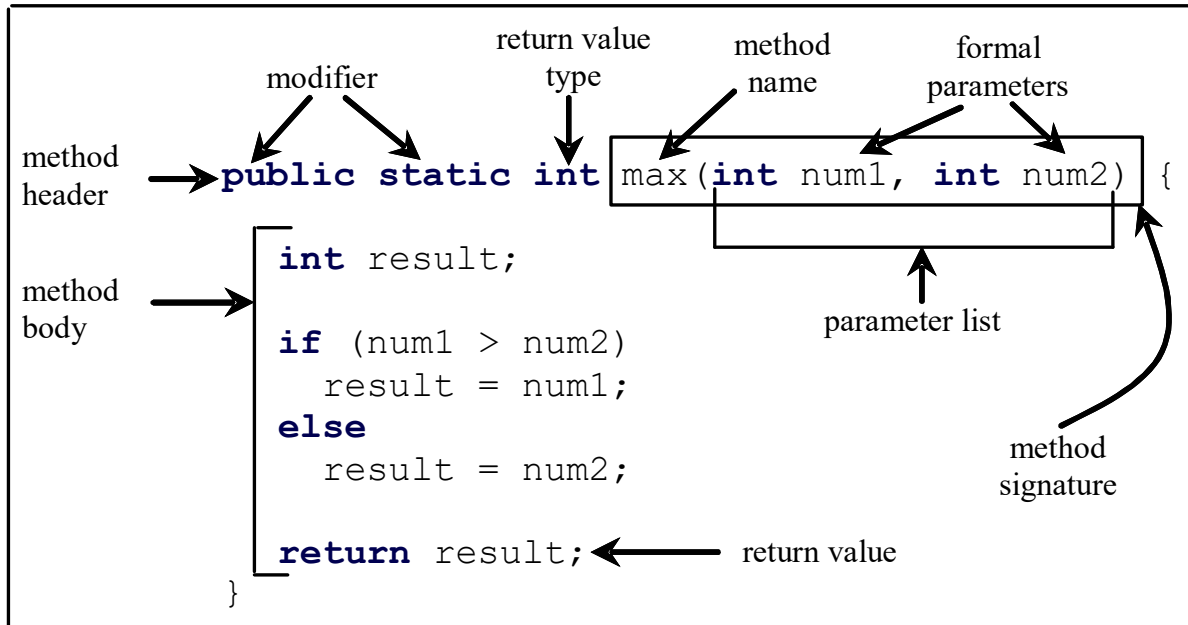 return value
type
method
name
formal
parameters
modifier
method
header
public static int max(int num1, int num2) {
int result;
method
body
parameter list
if (num1 > num2)
result = num1;
else
result = num2;
method
signature
return result;
return value
}